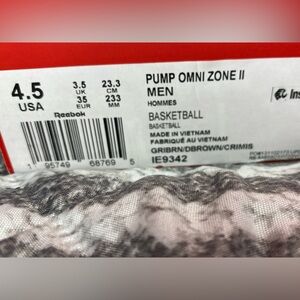 4.5
USA
3.5
UK
35
EUR
23.3
CM
233
MM
Reebok
1 95749 68769 5
PUMP OMNI ZONE II
MEN
HOMMES
BASKETBALL
BASKETBALL
MADE IN VIETNAM
FABRIQUÉ AU VIETNAM
GRIBRN/DBROWN/CRIMIS
IE9342